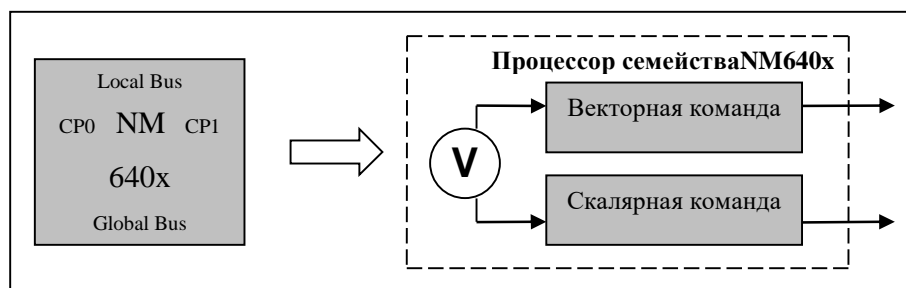 Local Bus
CP0 NM CP1
640x
Global Bus
Процессор семействаNM640x
Векторная команда
V
Скалярная команда